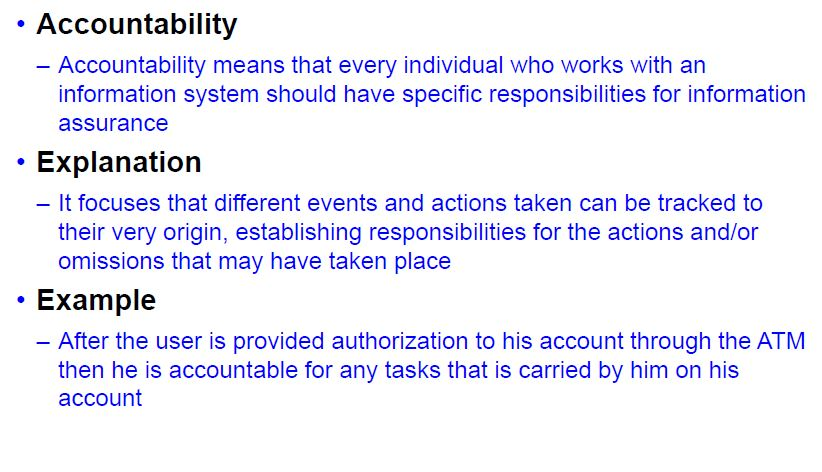 • Accountability
– Accountability means that every individual who works with an
information system should have specific responsibilities for information
assurance
• Explanation
– It focuses that different events and actions taken can be tracked to
their very origin, establishing responsibilities for the actions and/or
omissions that may have taken place
• Example
– After the user is provided authorization to his account through the ATM
then he is accountable for any tasks that is carried by him on his
account